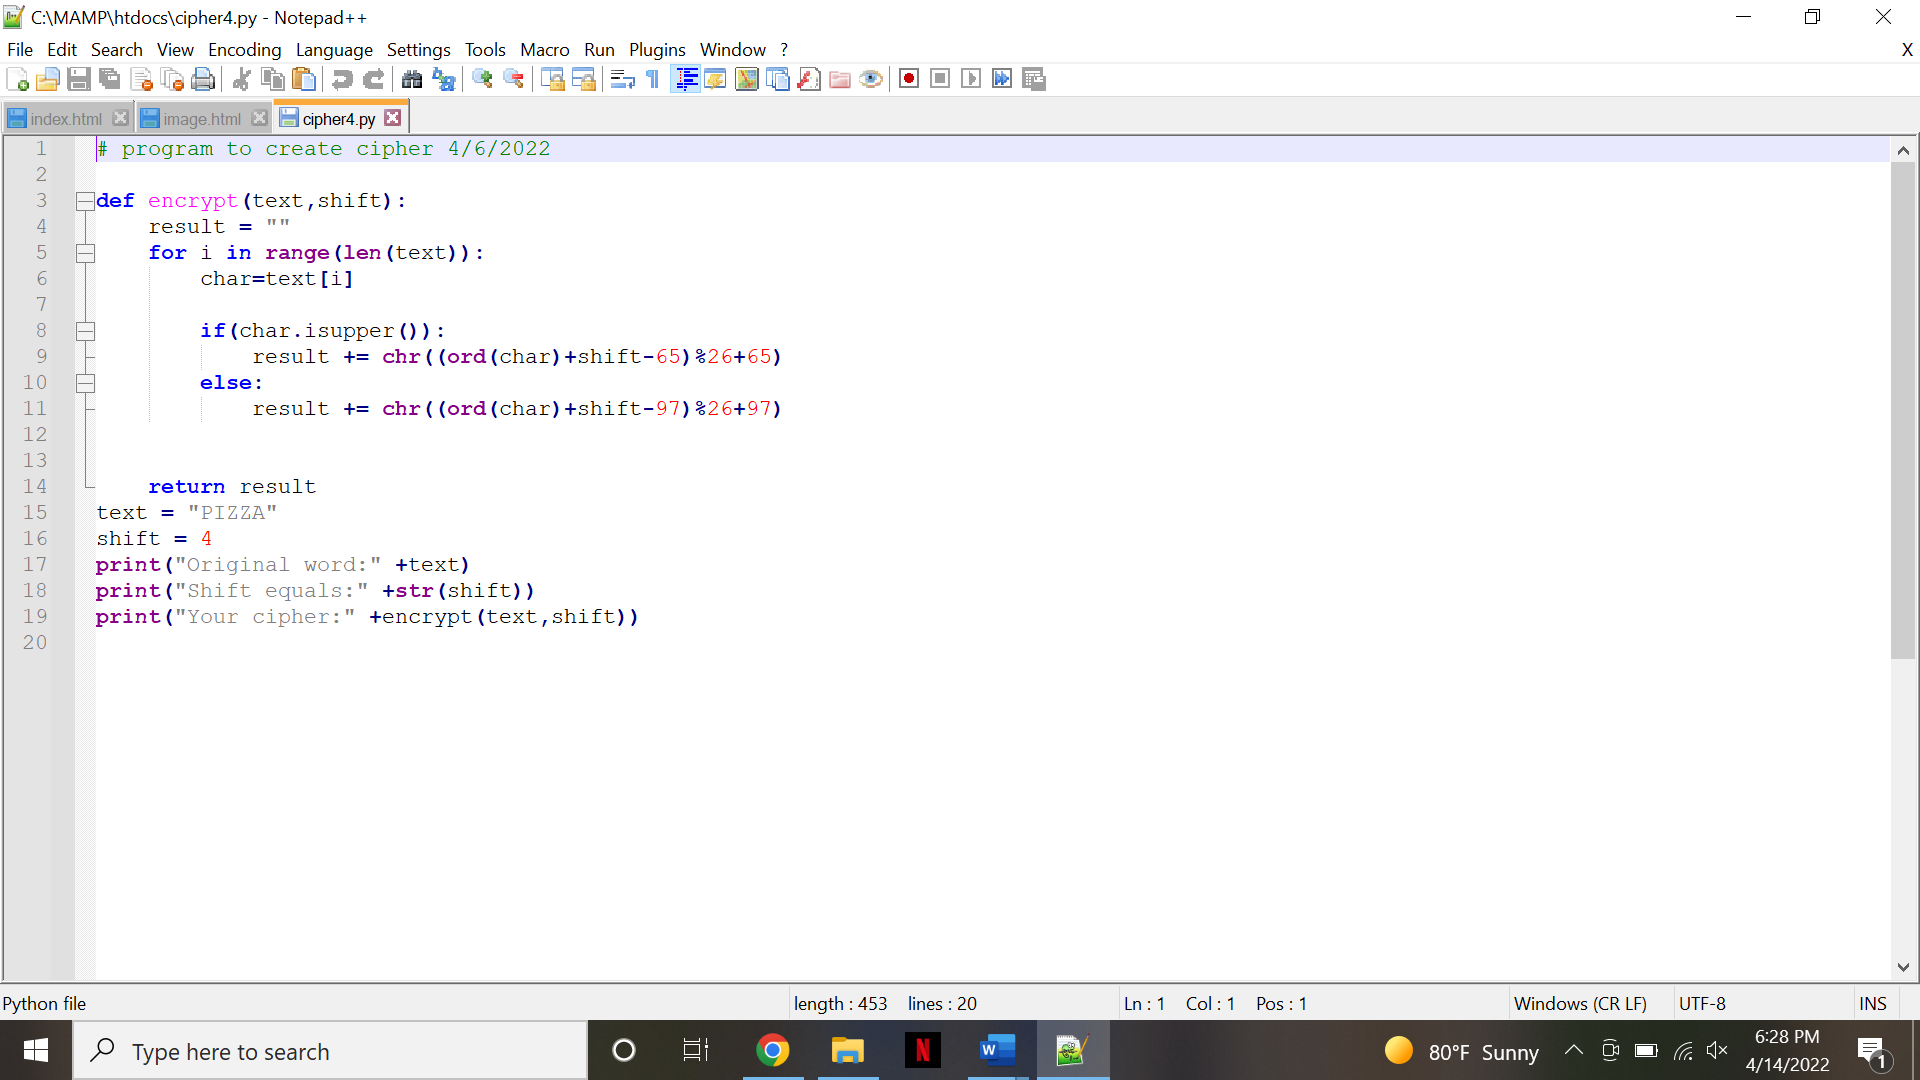 C:\MAMP\htdocs\cipher4.py - Notepad++
File Edit Search View Encoding Language Settings Tools Macro Run Plugins Window ? X
index.html image.html cipher4.py
1 # program to create cipher 4/6/2022
2
3 def encrypt(text,shift):
4     result = ""
5     for i in range(len(text)):
6         char=text[i]
7
8         if(char.isupper()):
9             result += chr((ord(char)+shift-65)%26+65)
10         else:
11             result += chr((ord(char)+shift-97)%26+97)
12
13
14     return result
15 text = "PIZZA"
16 shift = 4
17 print("Original word:" +text)
18 print("Shift equals:" +str(shift))
19 print("Your cipher:" +encrypt(text,shift))
20
Python file length : 453 lines : 20 Ln : 1 Col : 1 Pos : 1 Windows (CR LF) UTF-8 INS
Type here to search N W 80°F Sunny 6:28 PM
4/14/2022 1